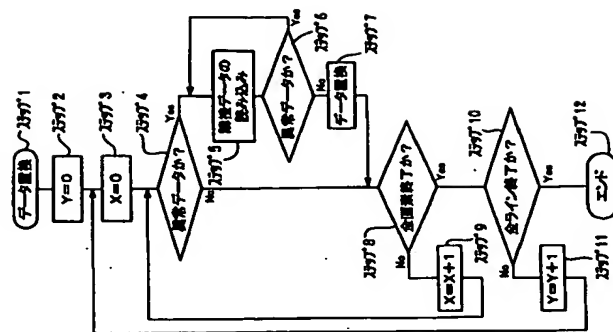 データ置換
ステップ1
Y=0
ステップ2
X=0
ステップ3
異常データか?
ステップ4
Yes
No
隣接データの
読み込み
ステップ5
異常データか?
ステップ6
Yes
No
データ置換
ステップ7
全画素終了か?
ステップ8
No
Yes
X=X+1
ステップ9
全ライン終了か?
ステップ10
No
Yes
Y=Y+1
ステップ11
エンド
ステップ12